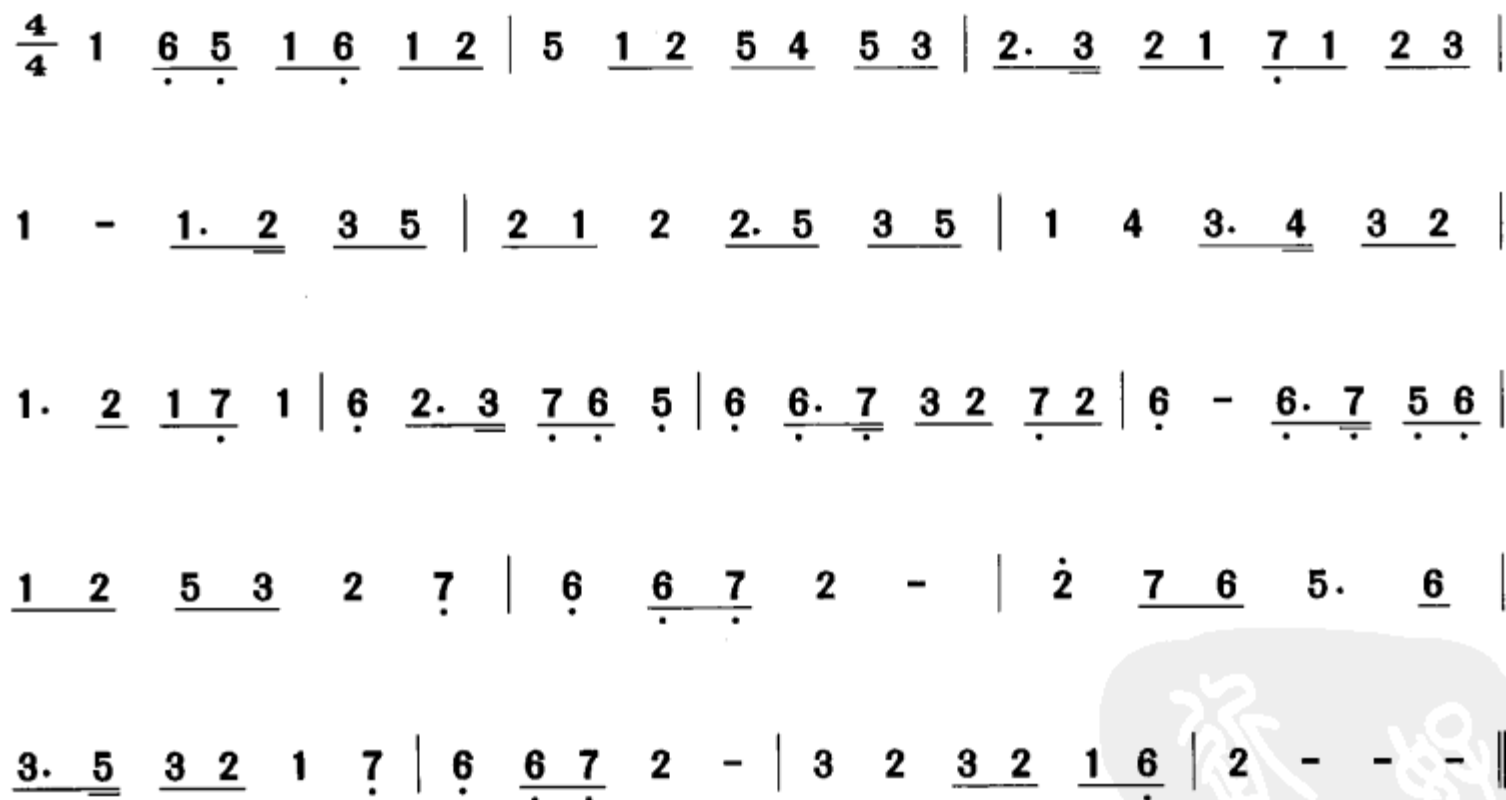 4/4 1 6̣ 5̣ 1 6̣ 1 2 | 5 1 2 5 4 5 3 | 2. 3 2 1 7̣ 1 2 3 |
1 - 1. 2 3 5 | 2 1 2 2. 5 3 5 | 1 4 3. 4 3 2 |
1. 2 1 7̣ 1 | 6̣ 2. 3 7̣ 6̣ 5̣ | 6̣ 6̣. 7̣ 3 2 7̣ 2 | 6̣ - 6̣. 7̣ 5̣ 6̣ |
1 2 5 3 2 7̣ | 6̣ 6̣ 7̣ 2 - | 2̇ 7 6 5. 6 |
3. 5 3 2 1 7̣ | 6̣ 6̣ 7̣ 2 - | 3 2 3 2 1 6̣ | 2 - - - ‖